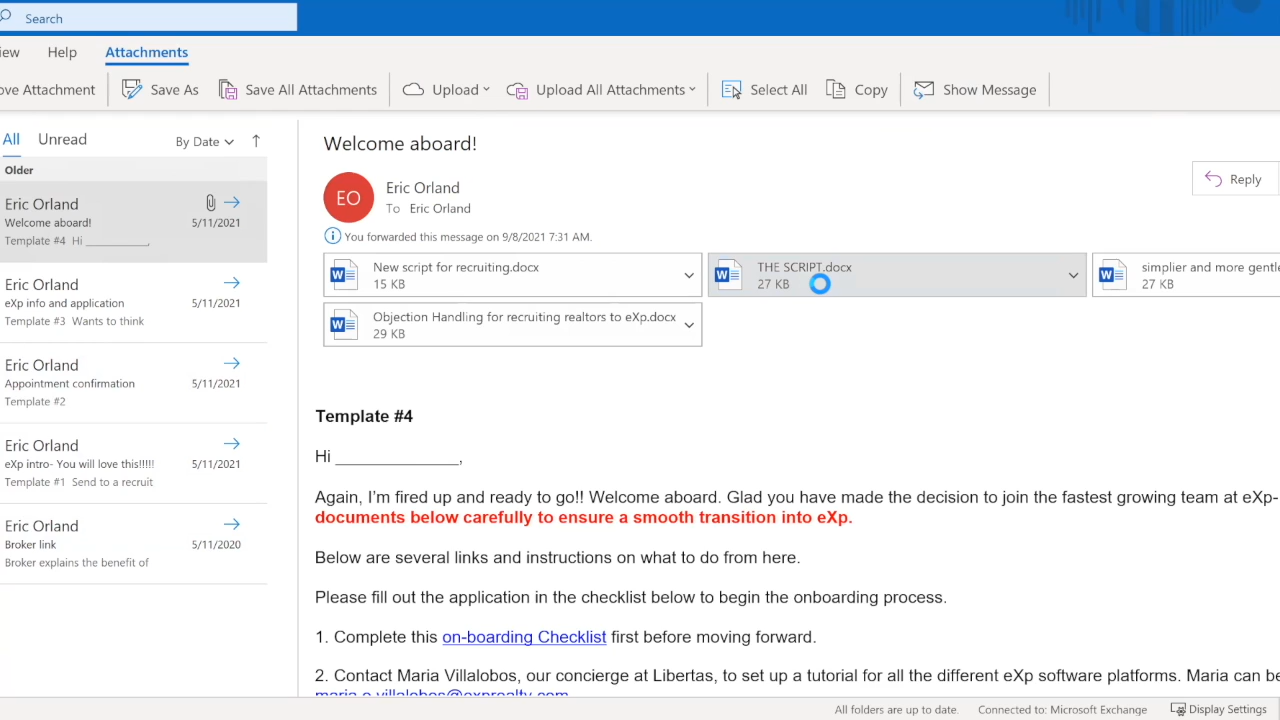 Search
iew Help Attachments
ove Attachment Save As Save All Attachments Upload Upload All Attachments Select All Copy Show Message
All Unread By Date
Older
Eric Orland
Welcome aboard! 5/11/2021
Template #4 Hi ___________,
Eric Orland
eXp info and application 5/11/2021
Template #3 Wants to think
Eric Orland
Appointment confirmation 5/11/2021
Template #2
Eric Orland
eXp intro- You will love this!!!!! 5/11/2021
Template #1 Send to a recruit
Eric Orland
Broker link 5/11/2020
Broker explains the benefit of
Welcome aboard!
EO
Eric Orland
To Eric Orland
Reply
You forwarded this message on 9/8/2021 7:31 AM.
New script for recruiting.docx
15 KB
THE SCRIPT.docx
27 KB
simplier and more gentle
27 KB
Objection Handling for recruiting realtors to eXp.docx
29 KB
Template #4
Hi ______________,
Again, I’m fired up and ready to go!! Welcome aboard. Glad you have made the decision to join the fastest growing team at eXp-
documents below carefully to ensure a smooth transition into eXp.
Below are several links and instructions on what to do from here.
Please fill out the application in the checklist below to begin the onboarding process.
1. Complete this on-boarding Checklist first before moving forward.
2. Contact Maria Villalobos, our concierge at Libertas, to set up a tutorial for all the different eXp software platforms. Maria can be
maria.o.villalobos@exprealty.com
All folders are up to date. Connected to: Microsoft Exchange Display Settings